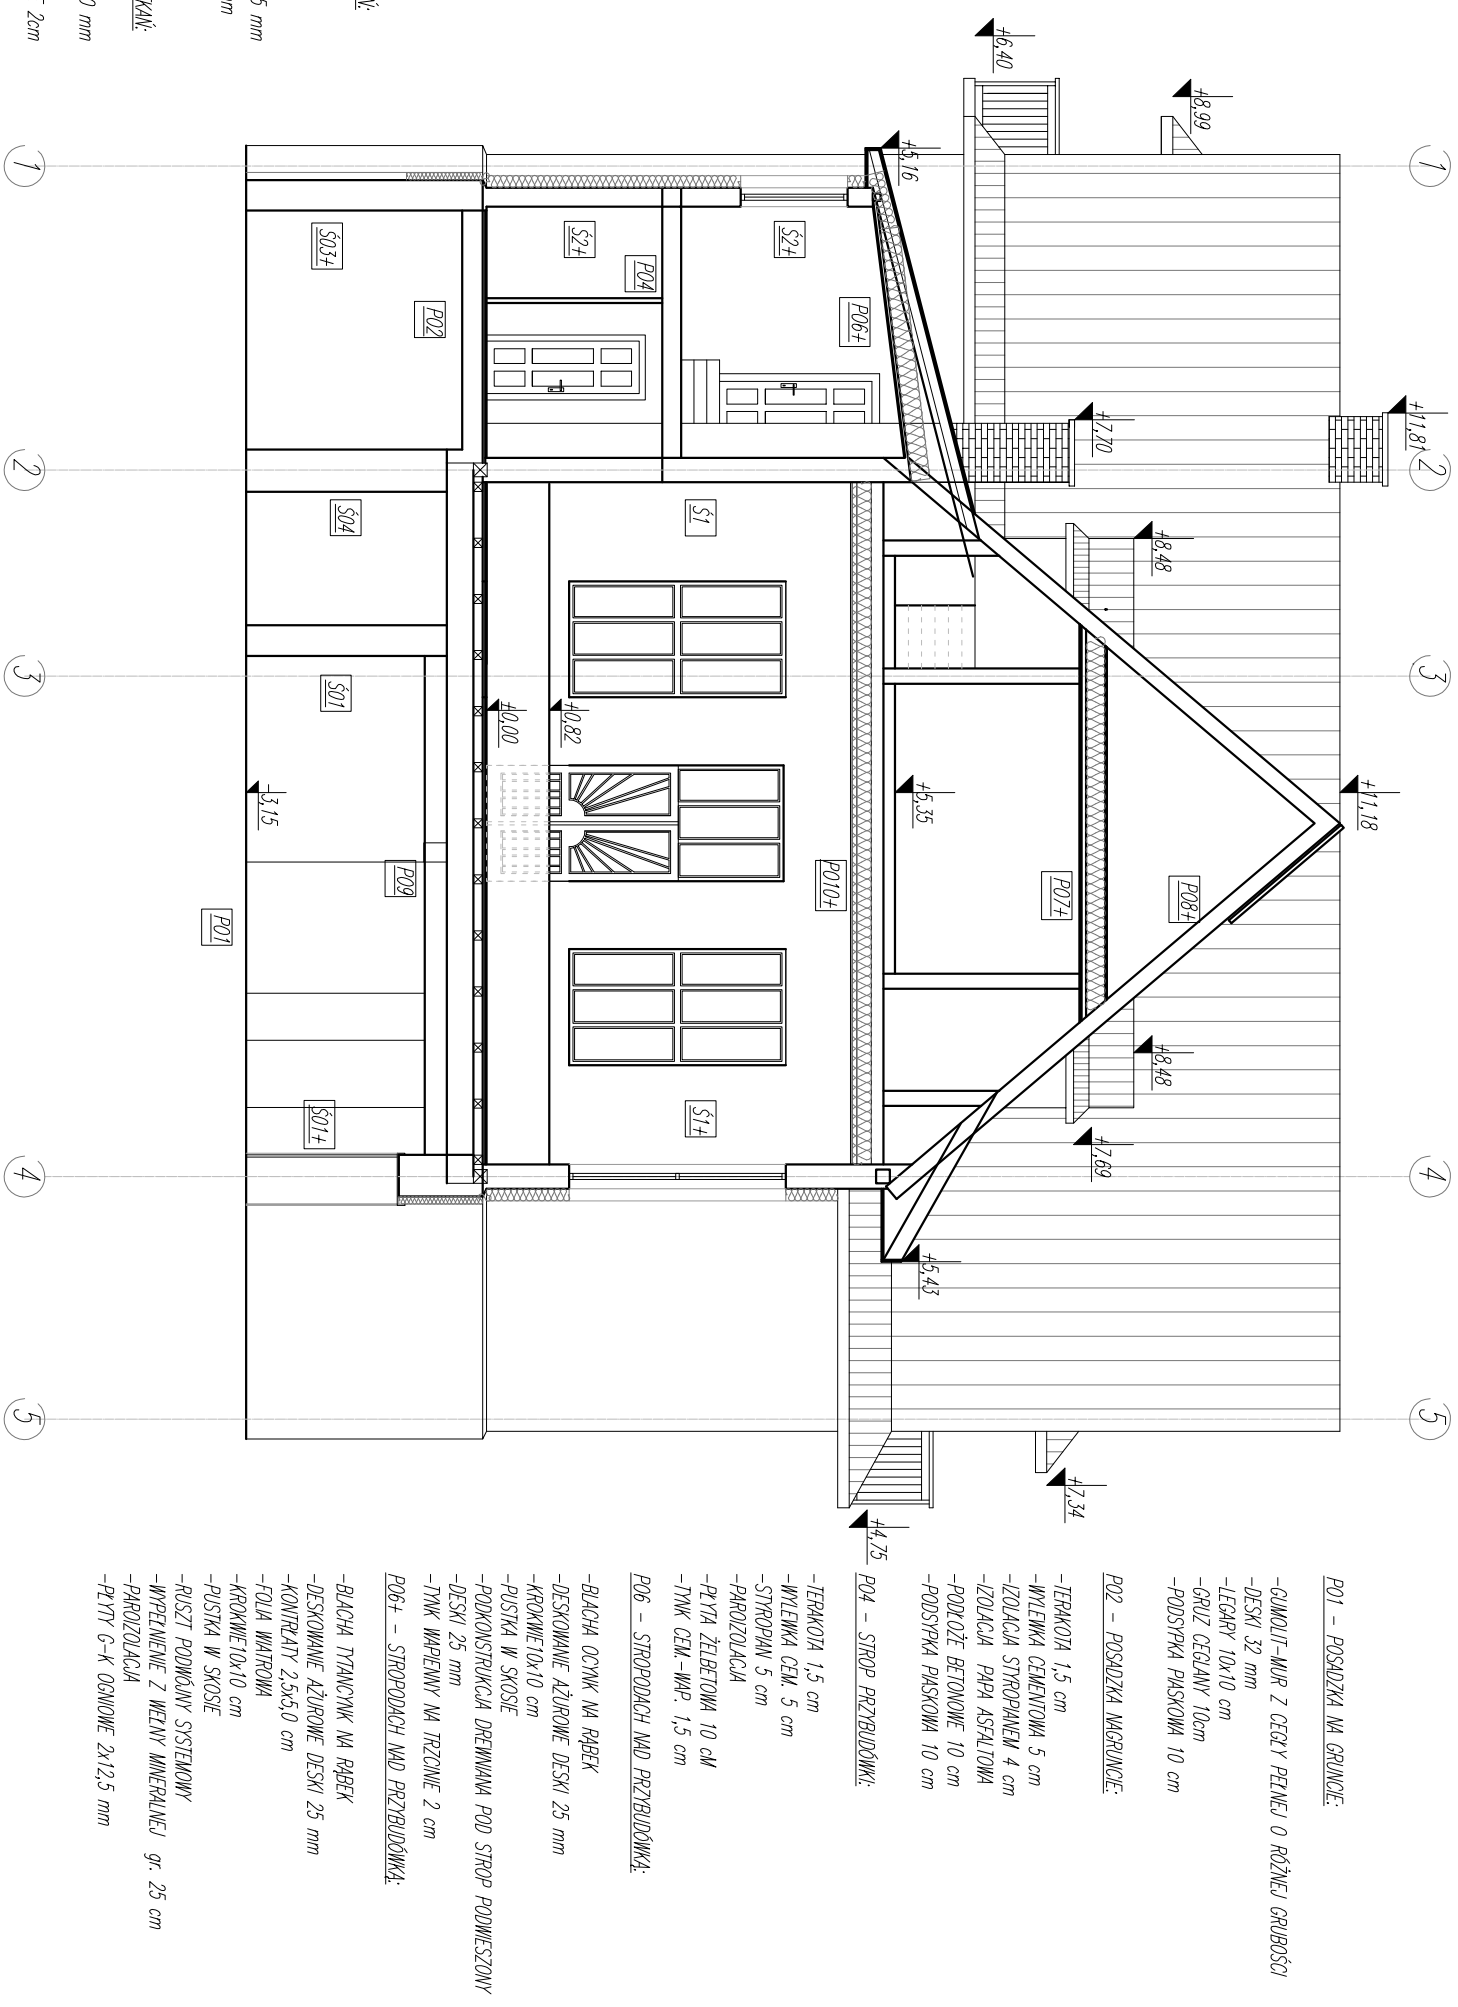 1
2
3
4
5
+6,40
+8,99
+5,16
+11,81
+7,70
+8,48
+11,18
+8,48
+7,69
+5,43
+7,34
+4,75
+5,35
+0,82
±0,00
-3,15
Ś03+
P02
Ś2+
P04
Ś2+
P06+
Ś04
Ś01
Ś1
P09
P01
P010+
P07+
P08+
Ś01+
Ś1+
1
2
3
4
5
P01 - POSADZKA NA GRUNCIE:
-GUMOLIT-MUR Z CEGŁY PEŁNEJ O RÓŻNEJ GRUBOŚCI
-DESKI 32 mm
-LEGARY 10x10 cm
-GRUZ CEGLANY 10cm
-PODSYPKA PIASKOWA 10 cm
P02 - POSADZKA NAGRUNCIE:
-TERAKOTA 1,5 cm
-WYLEWKA CEMENTOWA 5 cm
-IZOLACJA STYROPIANEM 4 cm
-IZOLACJA PAPA ASFALTOWA
-PODŁOŻE BETONOWE 10 cm
-PODSYPKA PIASKOWA 10 cm
P04 - STROP PRZYBUDÓWKI:
-TERAKOTA 1,5 cm
-WYLEWKA CEM. 5 cm
-STYROPIAN 5 cm
-PAROIZOLACJA
-PŁYTA ŻELBETOWA 10 cM
-TYNK CEM.-WAP. 1,5 cm
P06 - STROPODACH NAD PRZYBUDÓWKĄ:
-BLACHA OCYNK NA RĄBEK
-DESKOWANIE AŻUROWE DESKI 25 mm
-KROKWIE10x10 cm
-PUSTKA W SKOSIE
-PODKONSTRUKCJA DREWNIANA POD STROP PODWIESZONY
-DESKI 25 mm
-TYNK WAPIENNY NA TRZCINIE 2 cm
P06+ - STROPODACH NAD PRZYBUDÓWKĄ:
-BLACHA TYTANCYNK NA RĄBEK
-DESKOWANIE AŻUROWE DESKI 25 mm
-KONTRŁATY 2,5x5,0 cm
-FOLIA WIATROWA
-KROKWIE10x10 cm
-PUSTKA W SKOSIE
-RUSZT PODWÓJNY SYSTEMOWY
-WYPEŁNIENIE Z WEŁNY MINERALNEJ gr. 25 cm
-PAROIZOLACJA
-PŁYTY G-K OGNIOWE 2x12,5 mm
5 mm
KAŃ:
0 mm
2cm